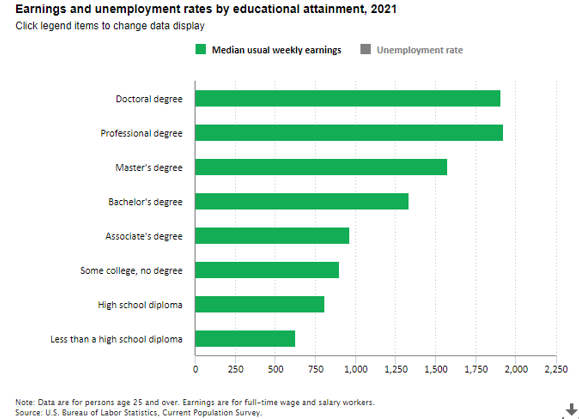 Earnings and unemployment rates by educational attainment, 2021
Click legend items to change data display
Median usual weekly earnings Unemployment rate
Doctoral degree
Professional degree
Master's degree
Bachelor's degree
Associate's degree
Some college, no degree
High school diploma
Less than a high school diploma
0 250 500 750 1,000 1,250 1,500 1,750 2,000 2,250
Note: Data are for persons age 25 and over. Earnings are for full-time wage and salary workers.
Source: U.S. Bureau of Labor Statistics, Current Population Survey.